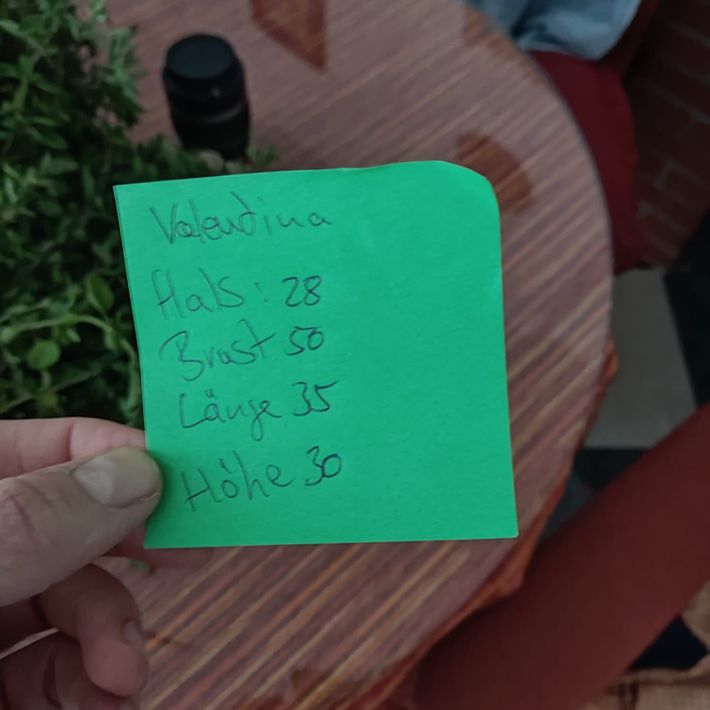 Valentina
Hals: 28
Brust 50
Länge 35
Höhe 30